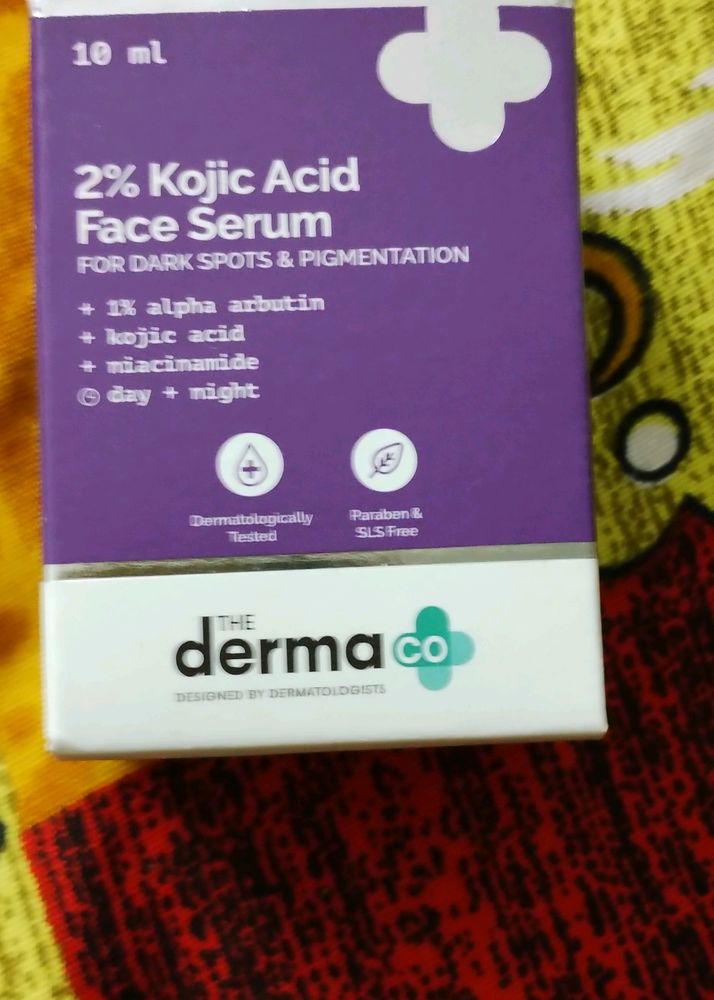 10 ml
2% Kojic Acid
Face Serum
FOR DARK SPOTS & PIGMENTATION
+ 1% alpha arbutin
+ kojic acid
+ niacinamide
day + night
Dermatologically
Tested
Paraben &
SLS Free
THE
derma co
DESIGNED BY DERMATOLOGISTS